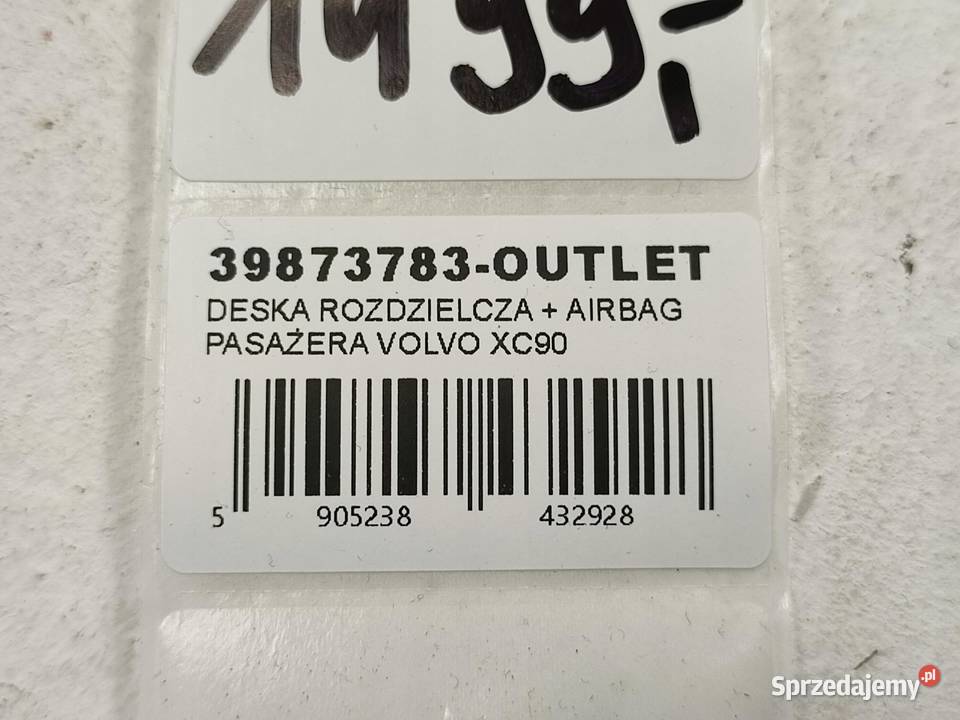 1499,-
39873783-OUTLET
DESKA ROZDZIELCZA + AIRBAG
PASAŻERA VOLVO XC90
5 905238 432928
Sprzedajemy.pl